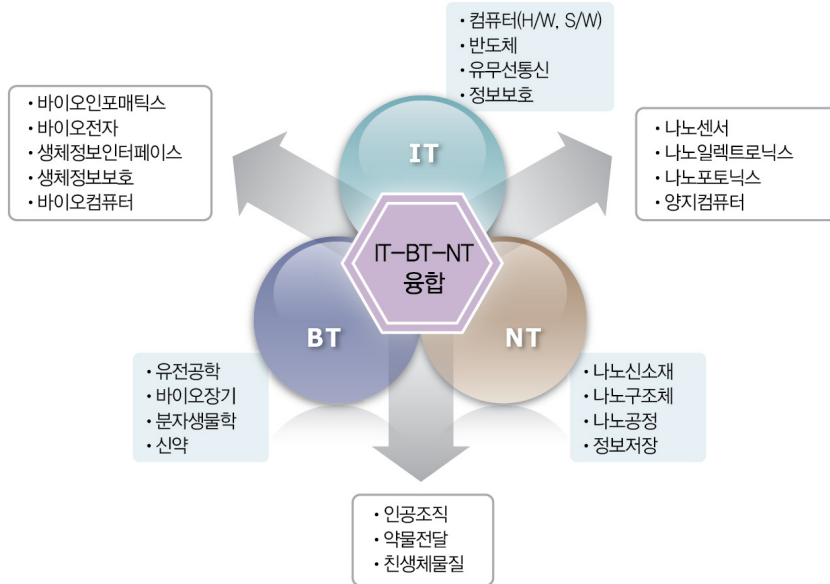 • 컴퓨터(H/W, S/W)
• 반도체
• 유무선통신
• 정보보호
• 바이오인포매틱스
• 바이오전자
• 생체정보인터페이스
• 생체정보보호
• 바이오컴퓨터
• 나노센서
• 나노일렉트로닉스
• 나노포토닉스
• 양지컴퓨터
IT
IT-BT-NT
융합
BT
NT
• 유전공학
• 바이오장기
• 분자생물학
• 신약
• 나노신소재
• 나노구조체
• 나노공정
• 정보저장
• 인공조직
• 약물전달
• 친생체물질